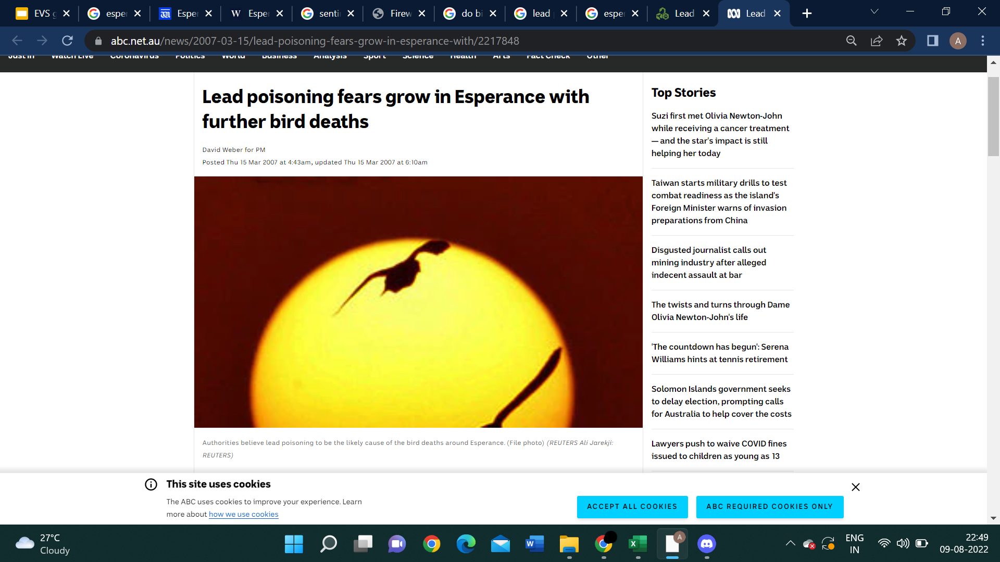 EVS g
esper
Esper
Esper
senti
Firew
do bi
lead
esper
Lead
Lead
abc.net.au/news/2007-03-15/lead-poisoning-fears-grow-in-esperance-with/2217848
A
Just In Watch Live Coronavirus Politics World Business Analysis Sport Science Health Arts Fact Check Other
Lead poisoning fears grow in Esperance with
further bird deaths
David Weber for PM
Posted Thu 15 Mar 2007 at 4:43am, updated Thu 15 Mar 2007 at 6:10am
Authorities believe lead poisoning to be the likely cause of the bird deaths around Esperance. (File photo) (REUTERS Ali Jarekji:
REUTERS)
Top Stories
Suzi first met Olivia Newton-John
while receiving a cancer treatment
— and the star's impact is still
helping her today
Taiwan starts military drills to test
combat readiness as the island's
Foreign Minister warns of invasion
preparations from China
Disgusted journalist calls out
mining industry after alleged
indecent assault at bar
The twists and turns through Dame
Olivia Newton-John's life
'The countdown has begun': Serena
Williams hints at tennis retirement
Solomon Islands government seeks
to delay election, prompting calls
for Australia to help cover the costs
Lawyers push to waive COVID fines
issued to children as young as 13
This site uses cookies
The ABC uses cookies to improve your experience. Learn
more about how we use cookies
ACCEPT ALL COOKIES
ABC REQUIRED COOKIES ONLY
27°C
Cloudy
A
ENG
IN
22:49
09-08-2022